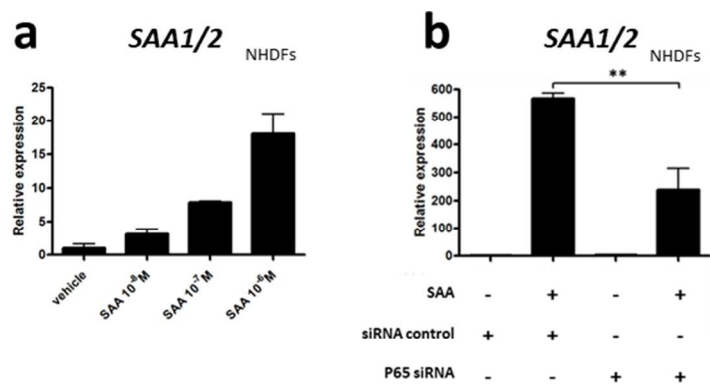 a
SAA1/2
NHDFs
Relative expression
25
20
15
10
5
0
vehicle
SAA 10⁻⁸M
SAA 10⁻⁷M
SAA 10⁻⁶M
b
SAA1/2
NHDFs
**
Relative expression
600
500
400
300
200
100
0
SAA - + - +
siRNA control + + - -
P65 siRNA - - + +